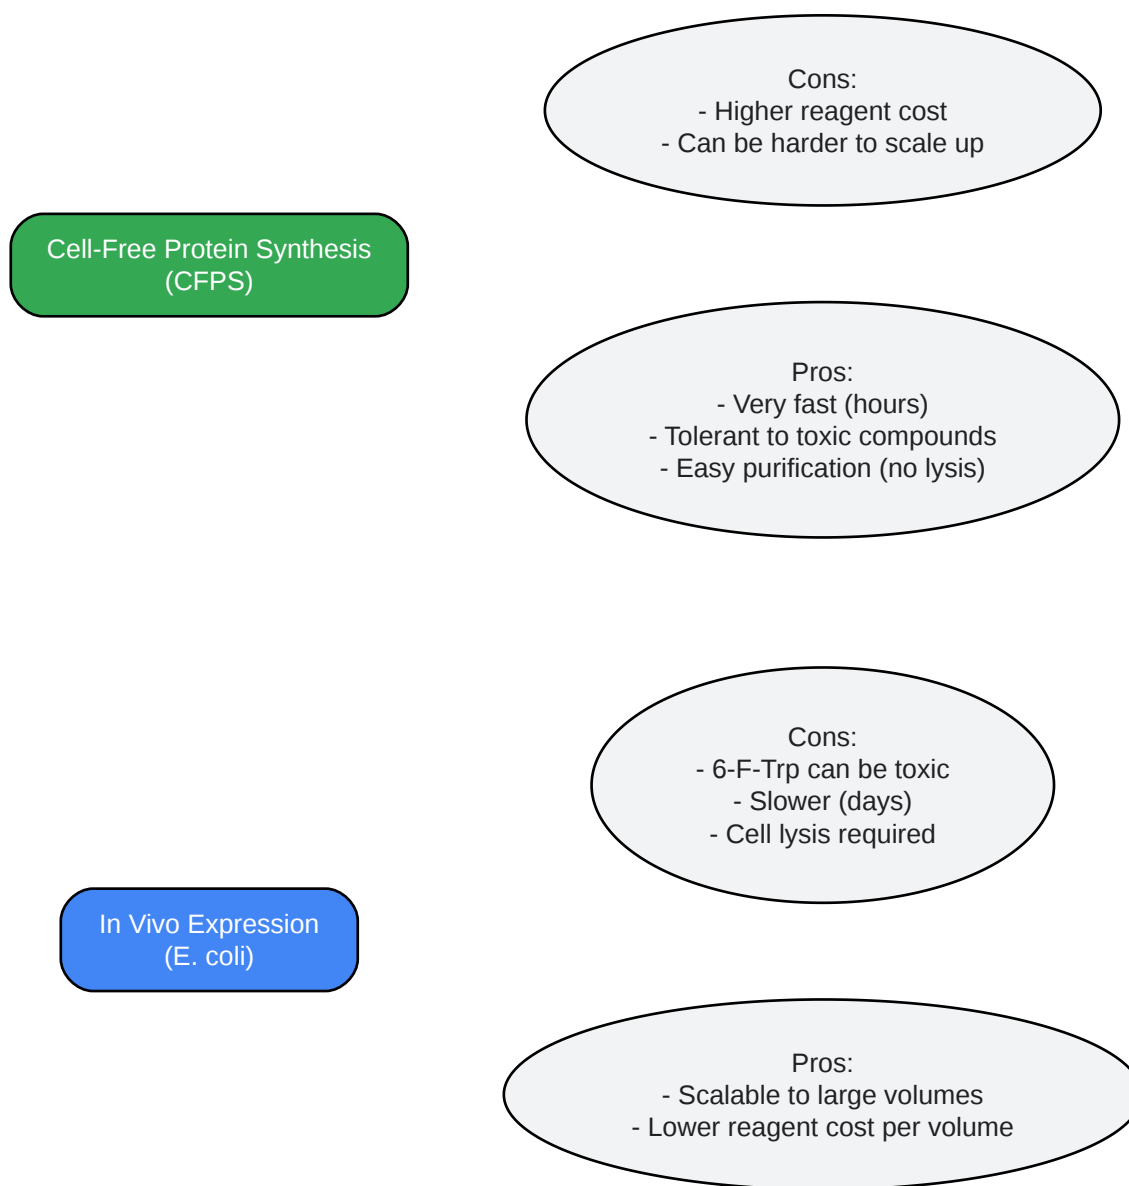 Cons:
- Higher reagent cost
- Can be harder to scale up
Cell-Free Protein Synthesis
(CFPS)
Pros:
- Very fast (hours)
- Tolerant to toxic compounds
- Easy purification (no lysis)
Cons:
- 6-F-Trp can be toxic
- Slower (days)
- Cell lysis required
In Vivo Expression
(E. coli)
Pros:
- Scalable to large volumes
- Lower reagent cost per volume